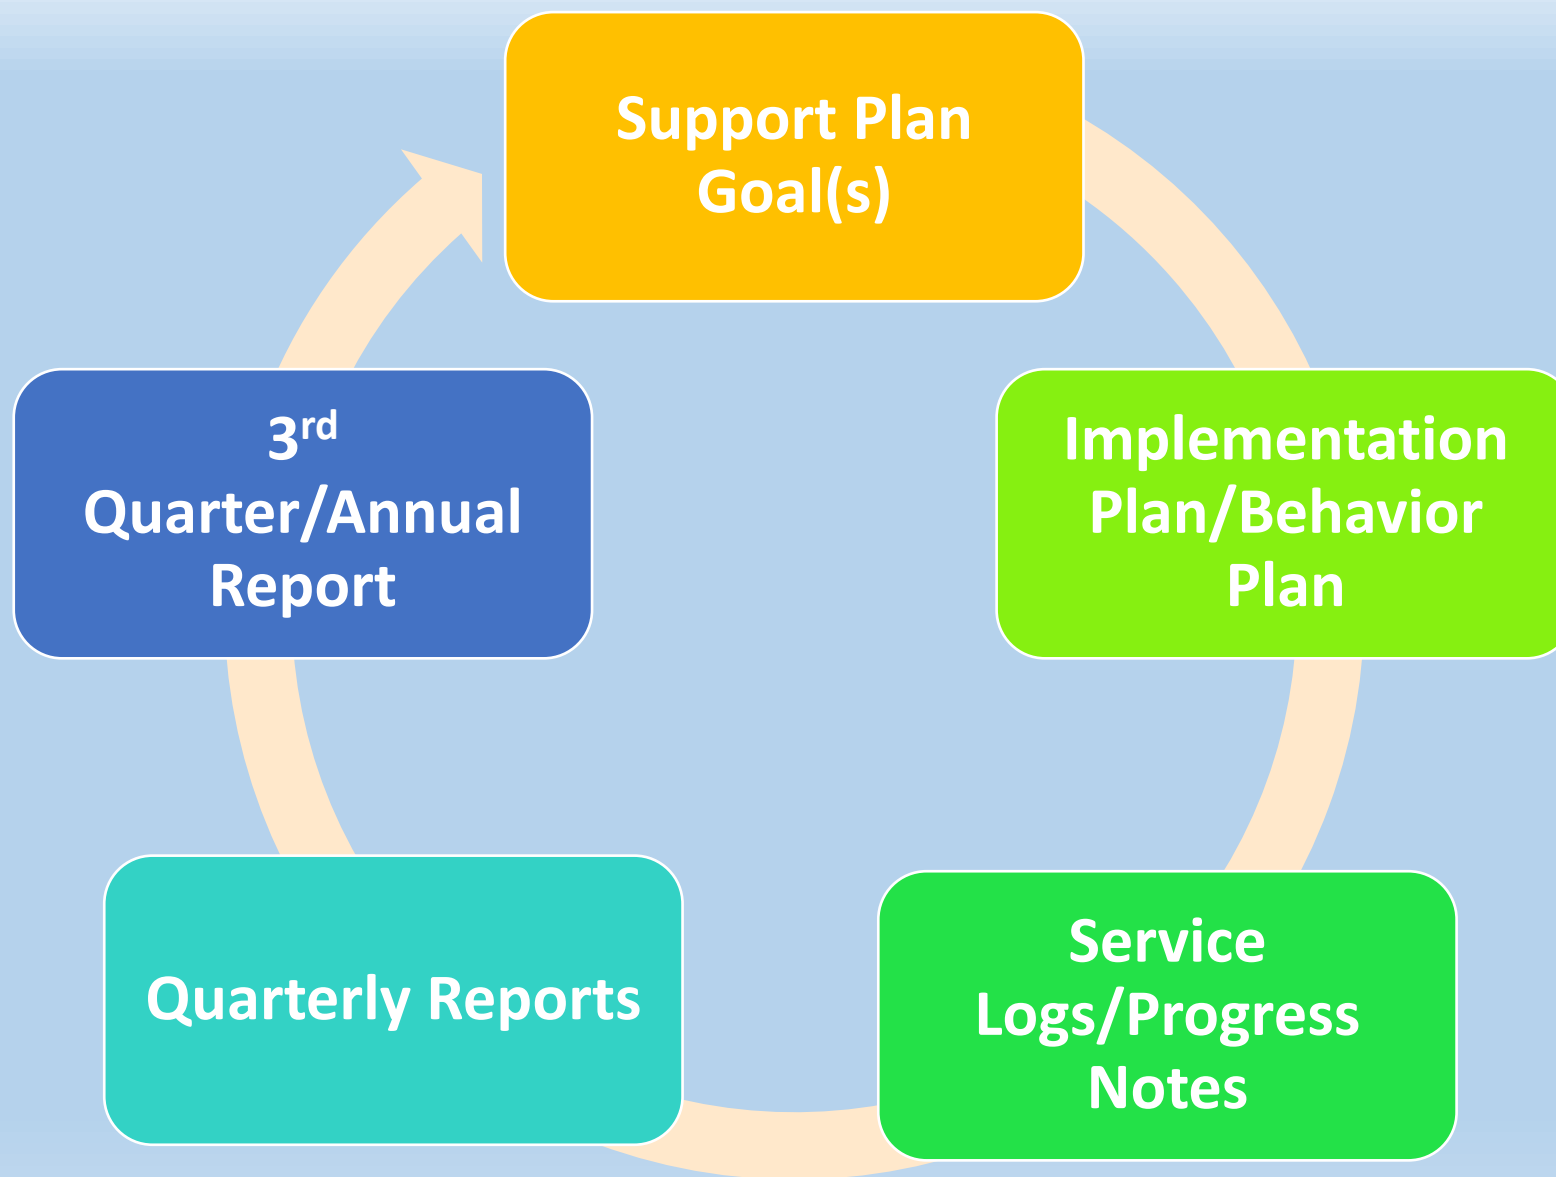 Support Plan
Goal(s)
Implementation
Plan/Behavior
Plan
Service
Logs/Progress
Notes
Quarterly Reports
3rd
Quarter/Annual
Report